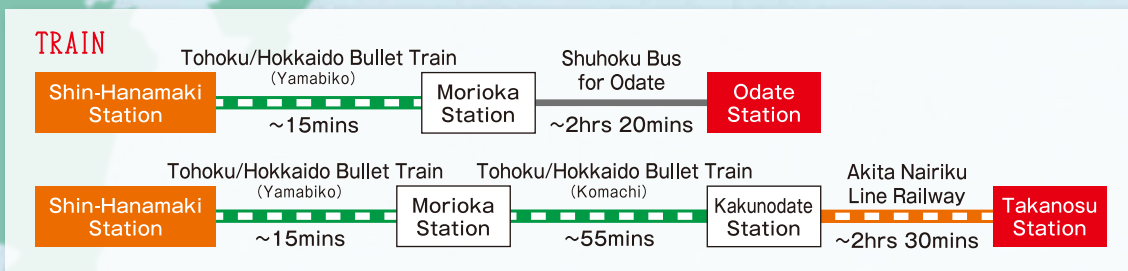 TRAIN
Tohoku/Hokkaido Bullet Train
(Yamabiko)
Shuhoku Bus
for Odate
Shin-Hanamaki
Station
Morioka
Station
Odate
Station
~15mins
~2hrs 20mins
Tohoku/Hokkaido Bullet Train
(Yamabiko)
Tohoku/Hokkaido Bullet Train
(Komachi)
Akita Nairiku
Line Railway
Shin-Hanamaki
Station
Morioka
Station
Kakunodate
Station
Takanosu
Station
~15mins
~55mins
~2hrs 30mins